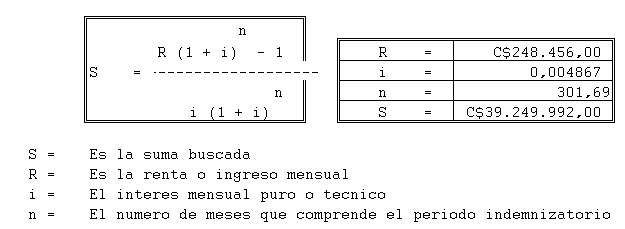 n
R (1 + i) - 1
S = --------------------
n
i (1 + i)
R = C$248.456,00
i = 0,004867
n = 301,69
S = C$39.249.992,00
S = Es la suma buscada
R = Es la renta o ingreso mensual
i = El interes mensual puro o tecnico
n = El numero de meses que comprende el periodo indemnizatorio